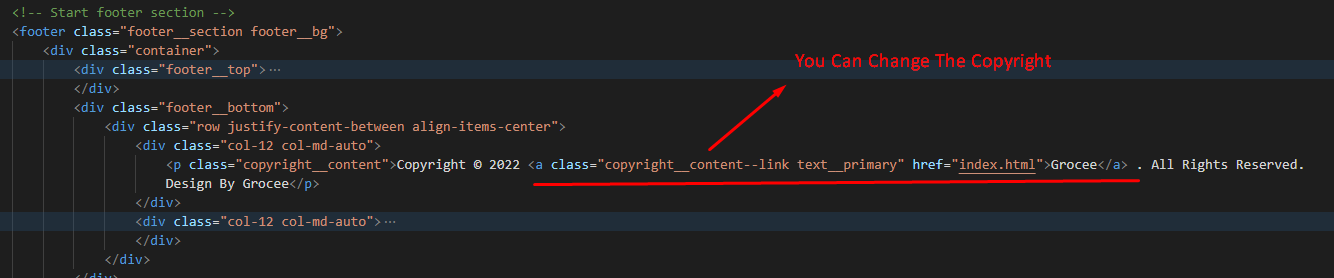 <!-- Start footer section -->
<footer class="footer__section footer__bg">
<div class="container">
You Can Change The Copyright
<div class="footer__top">···
</div>
<div class="footer__bottom">
<div class="row justify-content-between align-items-center">
<div class="col-12 col-md-auto">
<p class="copyright__content">Copyright © 2022 <a class="copyright__content--link text__primary" href="index.html">Grocee</a> . All Rights Reserved.
Design By Grocee</p>
</div>
<div class="col-12 col-md-auto">···
</div>
</div>
</div>